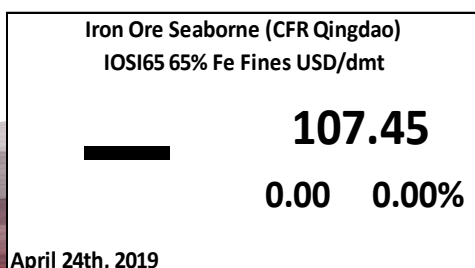 Iron Ore Seaborne (CFR Qingdao)
IOSI65 65% Fe Fines USD/dmt
107.45
0.00 0.00%
April 24th, 2019